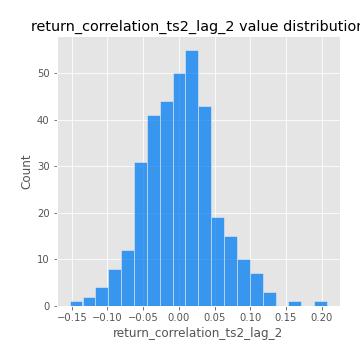 return_correlation_ts2_lag_2 value distribution
50
40
30
20
10
0
Count
−0.15 −0.10 −0.05 0.00 0.05 0.10 0.15 0.20
return_correlation_ts2_lag_2